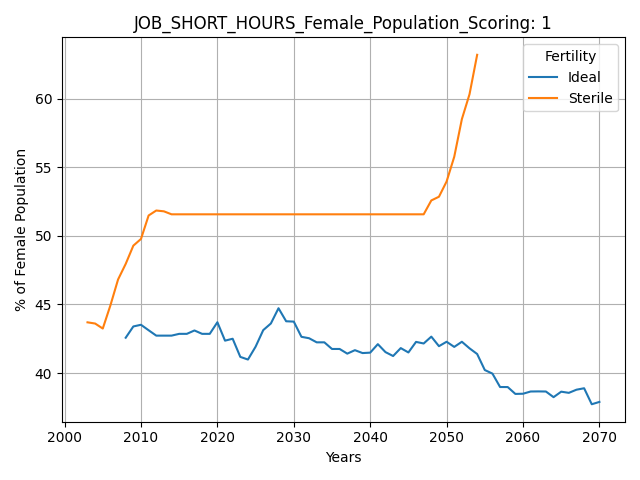 JOB_SHORT_HOURS_Female_Population_Scoring: 1
Fertility
Ideal
Sterile
% of Female Population
60
55
50
45
40
2000 2010 2020 2030 2040 2050 2060 2070
Years